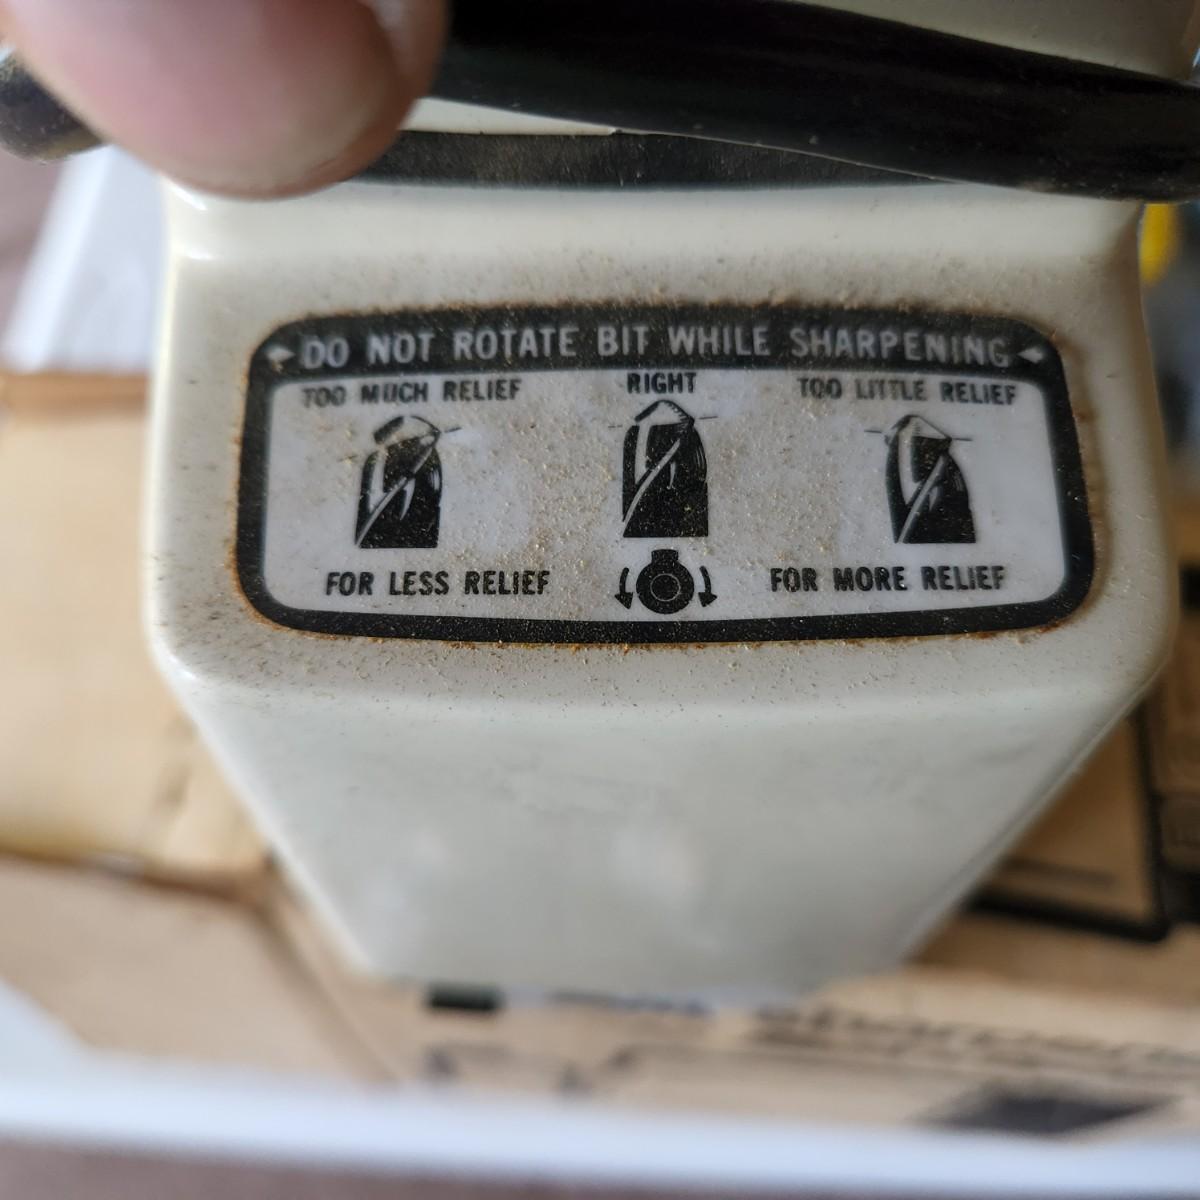 DO NOT ROTATE BIT WHILE SHARPENING
TOO MUCH RELIEF
RIGHT
TOO LITTLE RELIEF
FOR LESS RELIEF
FOR MORE RELIEF